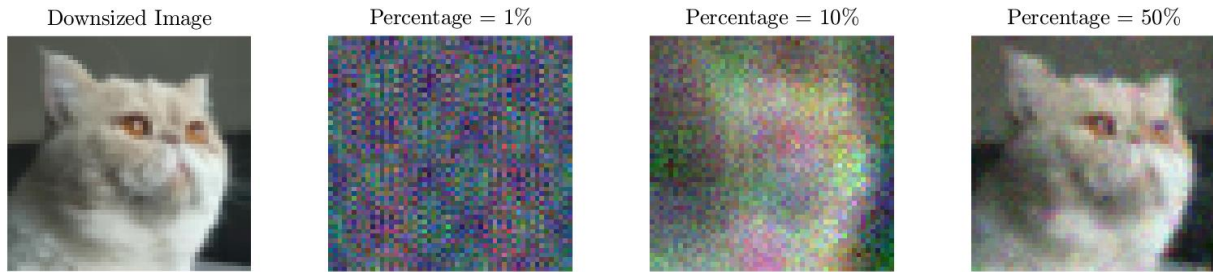 Downsized Image
Percentage = 1%
Percentage = 10%
Percentage = 50%